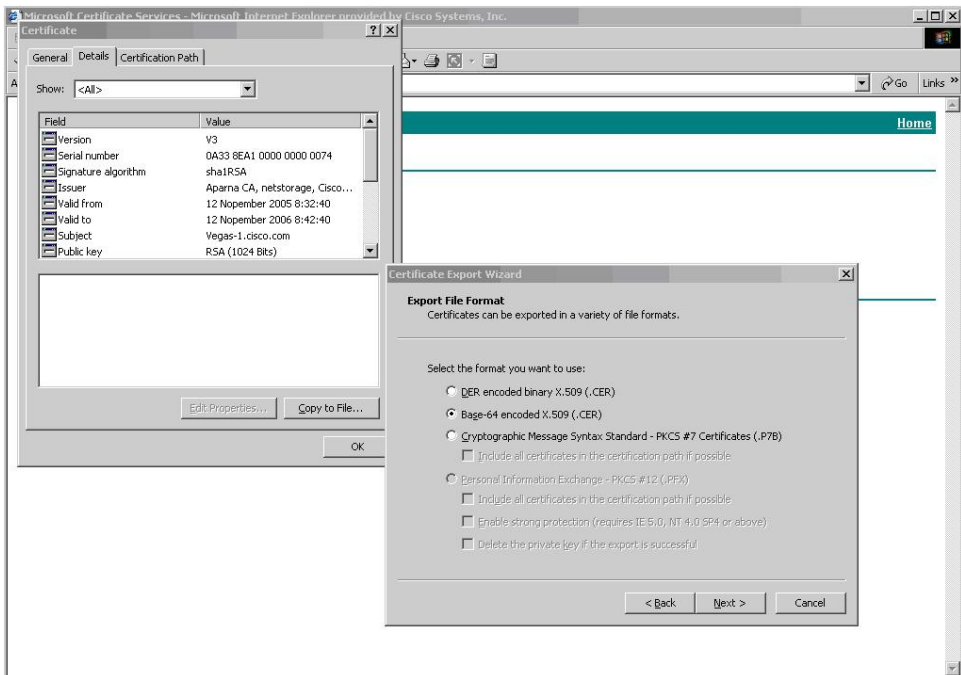 Microsoft Certificate Services - Microsoft Internet Explorer provided by Cisco Systems, Inc.
Certificate
General Details Certification Path
Show: <All>
Field Value
Version V3
Serial number 0A33 8EA1 0000 0000 0074
Signature algorithm sha1RSA
Issuer Aparna CA, netstorage, Cisco...
Valid from 12 Nopember 2005 8:32:40
Valid to 12 Nopember 2006 8:42:40
Subject Vegas-1.cisco.com
Public key RSA (1024 Bits)
Edit Properties... Copy to File...
OK
Go Links »
Home
Certificate Export Wizard
Export File Format
Certificates can be exported in a variety of file formats.
Select the format you want to use:
DER encoded binary X.509 (.CER)
Base-64 encoded X.509 (.CER)
Cryptographic Message Syntax Standard - PKCS #7 Certificates (.P7B)
Include all certificates in the certification path if possible
Personal Information Exchange - PKCS #12 (.PFX)
Include all certificates in the certification path if possible
Enable strong protection (requires IE 5.0, NT 4.0 SP4 or above)
Delete the private key if the export is successful
< Back Next > Cancel